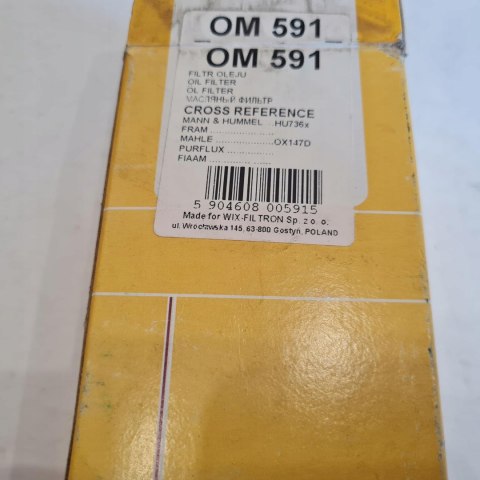 OM 591
OM 591
FILTR OLEJU
OIL FILTER
OL FILTER
МАСЛЯНЫЙ ФИЛЬТР
CROSS REFERENCE
MANN & HUMMEL HU736x
FRAM ..................
MAHLE ..................OX147D
PURFLUX ..................
FIAAM ..................
5 904608 005915
Made for WIX-FILTRON Sp. z o. o.
ul. Wrocławska 145, 63-800 Gostyń, POLAND